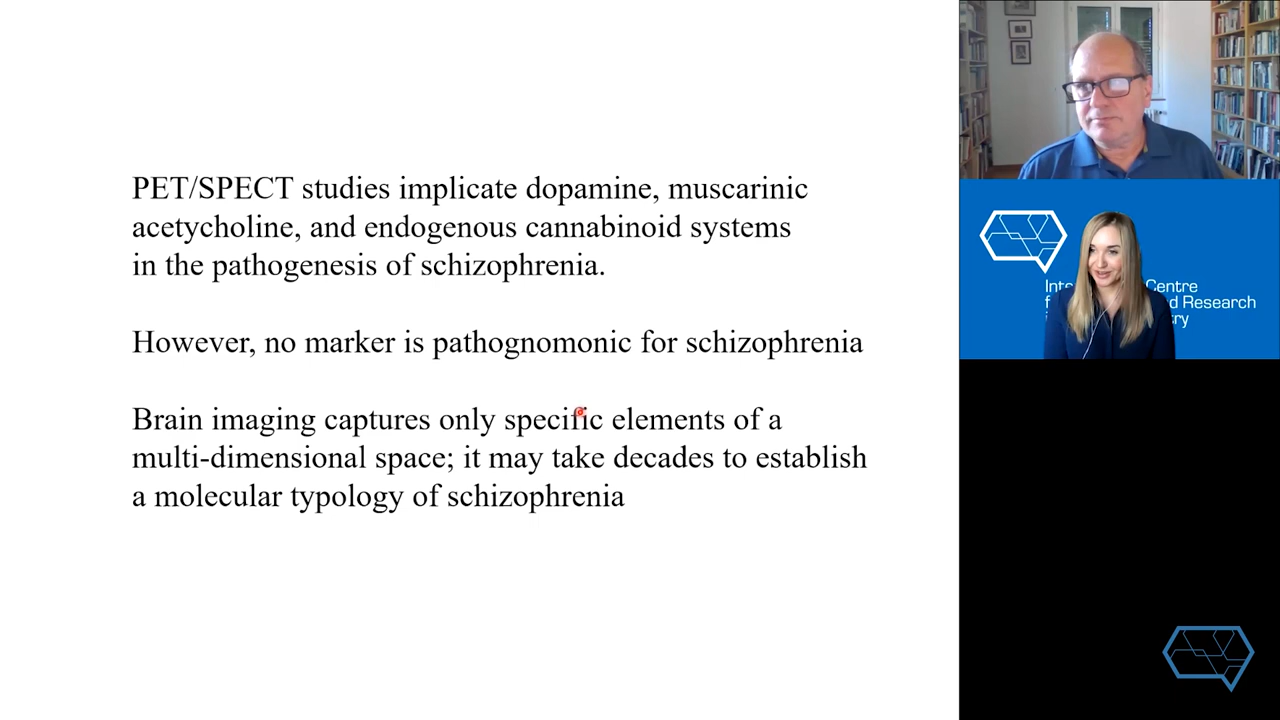 PET/SPECT studies implicate dopamine, muscarinic
acetycholine, and endogenous cannabinoid systems
in the pathogenesis of schizophrenia.
However, no marker is pathognomonic for schizophrenia
Brain imaging captures only specific elements of a
multi-dimensional space; it may take decades to establish
a molecular typology of schizophrenia
Centre
Research